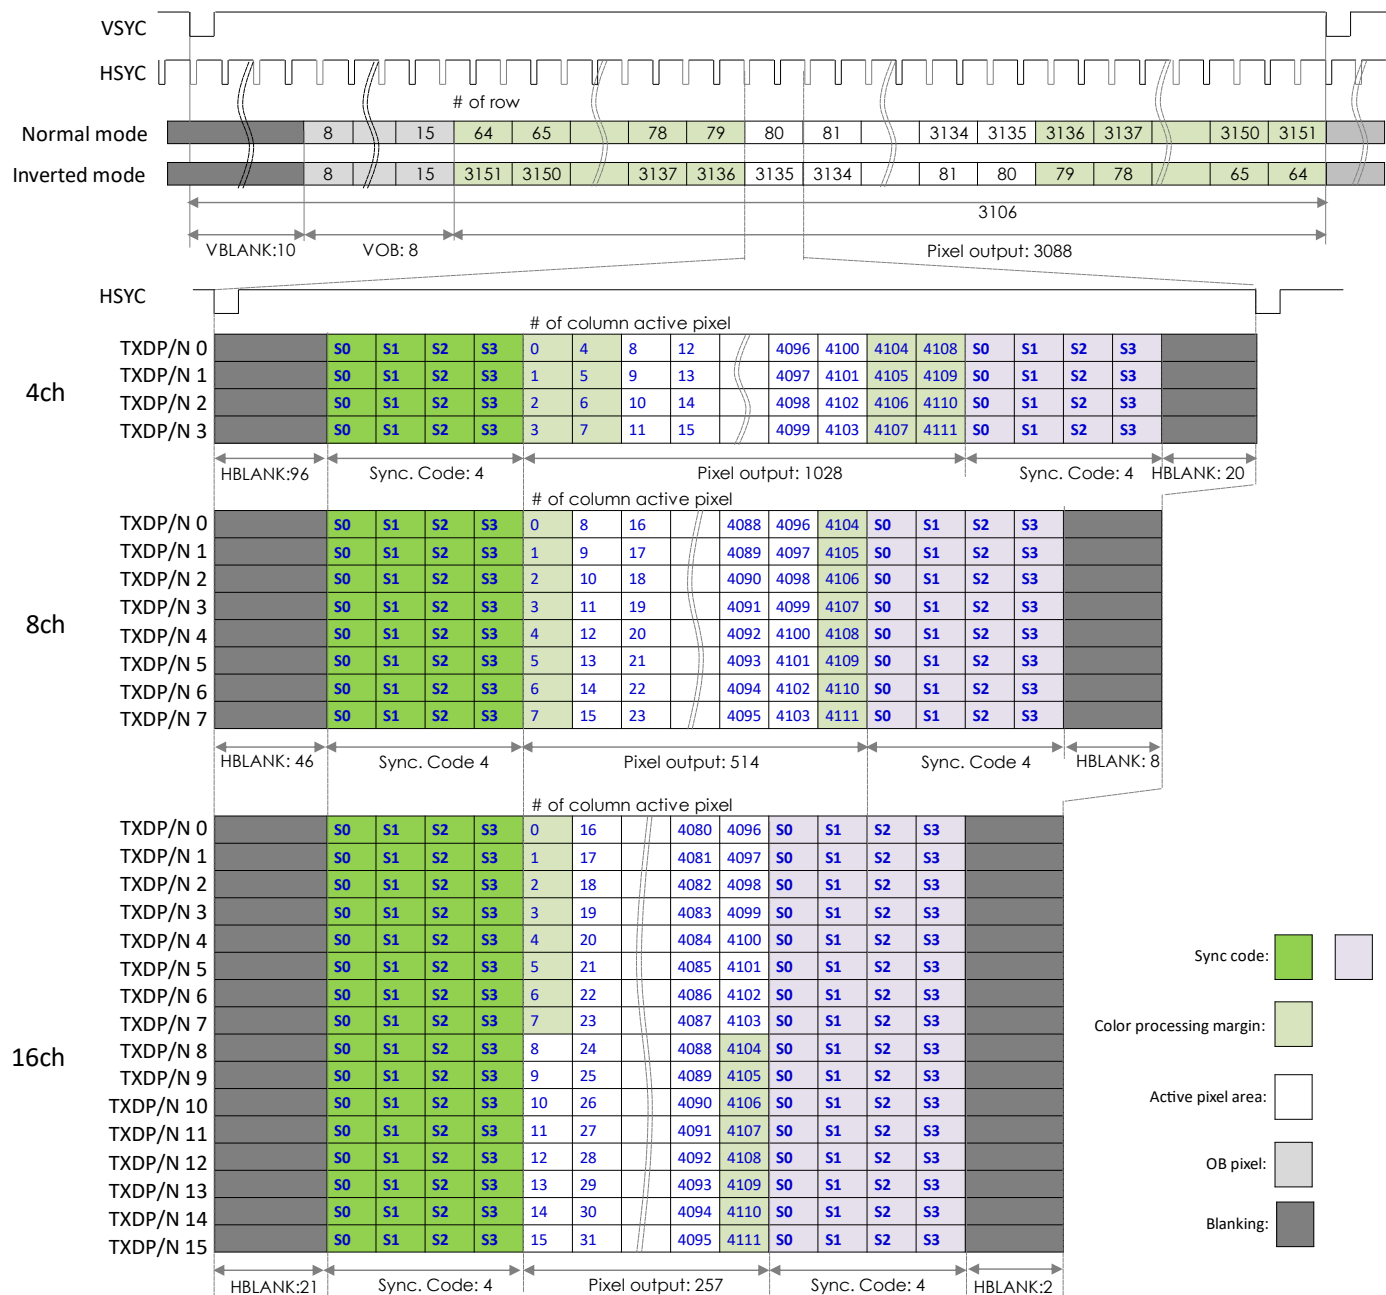 VSYC
HSYC
# of row
Normal mode 8 15 64 65 78 79 80 81 3134 3135 3136 3137 3150 3151
Inverted mode 8 15 3151 3150 3137 3136 3135 3134 81 80 79 78 65 64
3106
VBLANK:10 VOB: 8 Pixel output: 3088
HSYC
# of column active pixel
4ch
TXDP/N 0 S0 S1 S2 S3 0 4 8 12 4096 4100 4104 4108 S0 S1 S2 S3
TXDP/N 1 S0 S1 S2 S3 1 5 9 13 4097 4101 4105 4109 S0 S1 S2 S3
TXDP/N 2 S0 S1 S2 S3 2 6 10 14 4098 4102 4106 4110 S0 S1 S2 S3
TXDP/N 3 S0 S1 S2 S3 3 7 11 15 4099 4103 4107 4111 S0 S1 S2 S3
HBLANK:96 Sync. Code: 4 Pixel output: 1028 Sync. Code: 4 HBLANK: 20
# of column active pixel
8ch
TXDP/N 0 S0 S1 S2 S3 0 8 16 4088 4096 4104 S0 S1 S2 S3
TXDP/N 1 S0 S1 S2 S3 1 9 17 4089 4097 4105 S0 S1 S2 S3
TXDP/N 2 S0 S1 S2 S3 2 10 18 4090 4098 4106 S0 S1 S2 S3
TXDP/N 3 S0 S1 S2 S3 3 11 19 4091 4099 4107 S0 S1 S2 S3
TXDP/N 4 S0 S1 S2 S3 4 12 20 4092 4100 4108 S0 S1 S2 S3
TXDP/N 5 S0 S1 S2 S3 5 13 21 4093 4101 4109 S0 S1 S2 S3
TXDP/N 6 S0 S1 S2 S3 6 14 22 4094 4102 4110 S0 S1 S2 S3
TXDP/N 7 S0 S1 S2 S3 7 15 23 4095 4103 4111 S0 S1 S2 S3
HBLANK: 46 Sync. Code 4 Pixel output: 514 Sync. Code 4 HBLANK: 8
# of column active pixel
16ch
TXDP/N 0 S0 S1 S2 S3 0 16 4080 4096 S0 S1 S2 S3
TXDP/N 1 S0 S1 S2 S3 1 17 4081 4097 S0 S1 S2 S3
TXDP/N 2 S0 S1 S2 S3 2 18 4082 4098 S0 S1 S2 S3
TXDP/N 3 S0 S1 S2 S3 3 19 4083 4099 S0 S1 S2 S3
TXDP/N 4 S0 S1 S2 S3 4 20 4084 4100 S0 S1 S2 S3
TXDP/N 5 S0 S1 S2 S3 5 21 4085 4101 S0 S1 S2 S3
TXDP/N 6 S0 S1 S2 S3 6 22 4086 4102 S0 S1 S2 S3
TXDP/N 7 S0 S1 S2 S3 7 23 4087 4103 S0 S1 S2 S3
TXDP/N 8 S0 S1 S2 S3 8 24 4088 4104 S0 S1 S2 S3
TXDP/N 9 S0 S1 S2 S3 9 25 4089 4105 S0 S1 S2 S3
TXDP/N 10 S0 S1 S2 S3 10 26 4090 4106 S0 S1 S2 S3
TXDP/N 11 S0 S1 S2 S3 11 27 4091 4107 S0 S1 S2 S3
TXDP/N 12 S0 S1 S2 S3 12 28 4092 4108 S0 S1 S2 S3
TXDP/N 13 S0 S1 S2 S3 13 29 4093 4109 S0 S1 S2 S3
TXDP/N 14 S0 S1 S2 S3 14 30 4094 4110 S0 S1 S2 S3
TXDP/N 15 S0 S1 S2 S3 15 31 4095 4111 S0 S1 S2 S3
HBLANK:21 Sync. Code: 4 Pixel output: 257 Sync. Code: 4 HBLANK:2
Sync code:
Color processing margin:
Active pixel area:
OB pixel:
Blanking: